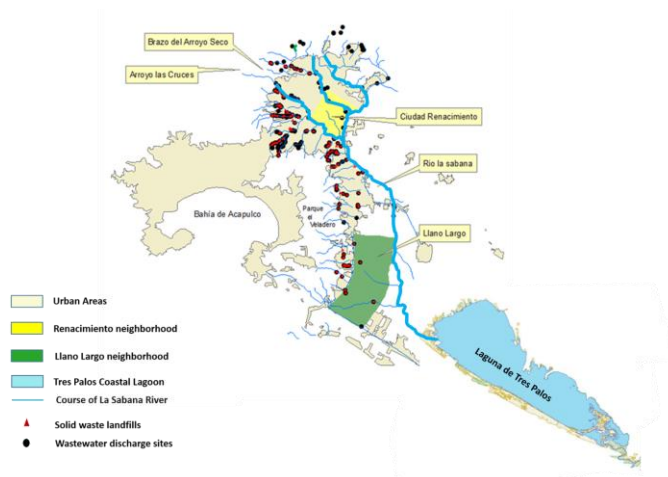 Brazo del Arroyo Seco
Arroyo las Cruces
Ciudad Renacimiento
Rio la sabana
Bahía de Acapulco
Parque
el
Veladero
Llano Largo
Urban Areas
Renacimiento neighborhood
Llano Largo neighborhood
Tres Palos Coastal Lagoon
Course of La Sabana River
Solid waste landfills
Wastewater discharge sites
Laguna de Tres Palos